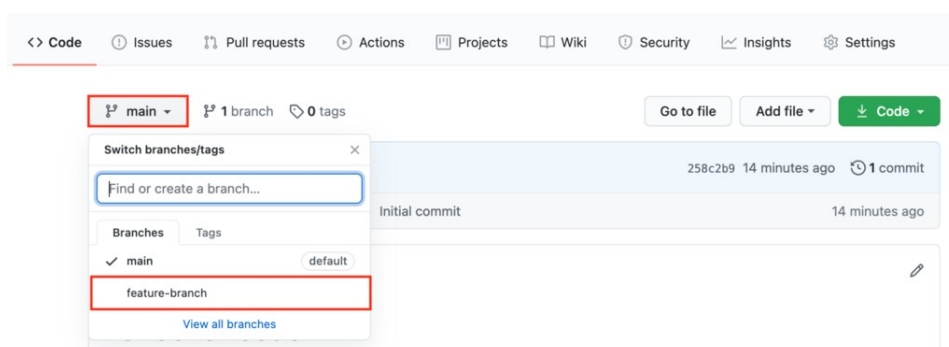 <> Code Issues Pull requests Actions Projects Wiki Security Insights Settings
main 1 branch 0 tags Go to file Add file Code
Switch branches/tags
258c2b9 14 minutes ago 1 commit
Find or create a branch...
Initial commit 14 minutes ago
Branches Tags
main default
feature-branch
View all branches